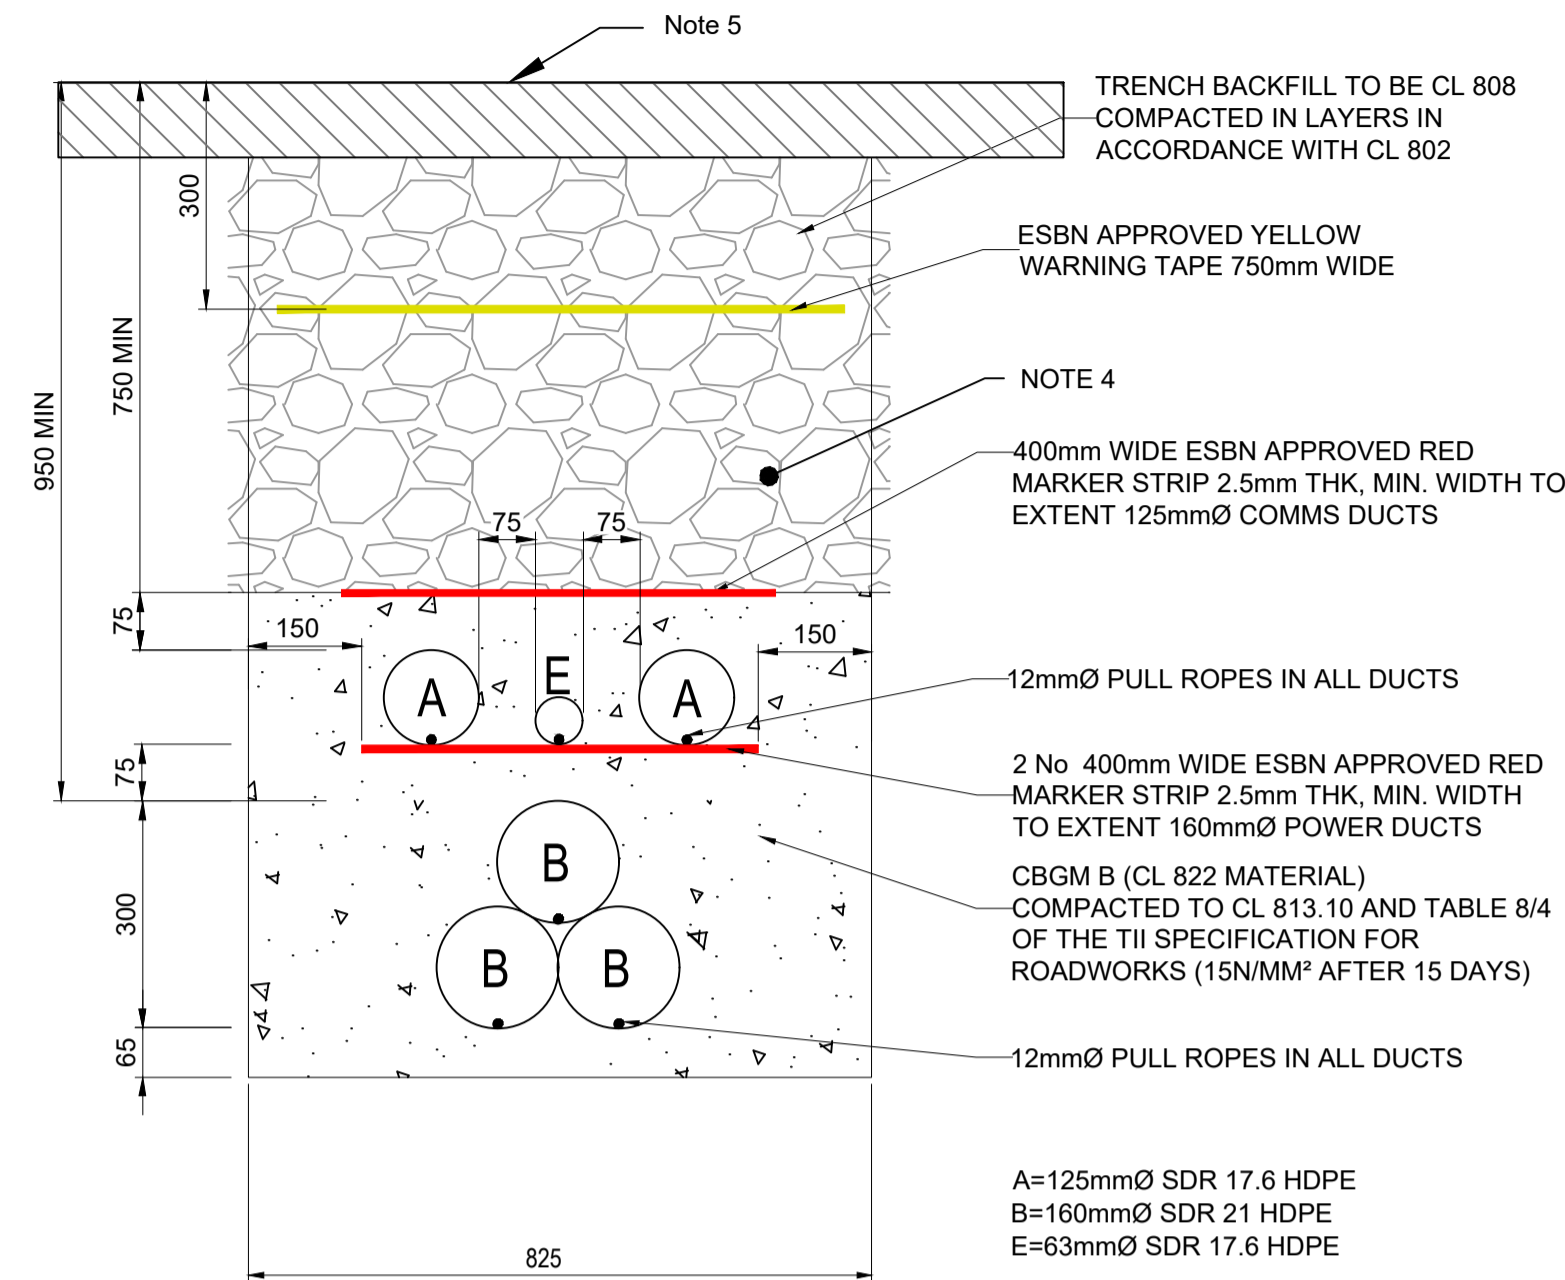 Note 5
TRENCH BACKFILL TO BE CL 808
COMPACTED IN LAYERS IN
ACCORDANCE WITH CL 802
300
ESBN APPROVED YELLOW
WARNING TAPE 750mm WIDE
750 MIN
950 MIN
NOTE 4
400mm WIDE ESBN APPROVED RED
MARKER STRIP 2.5mm THK, MIN. WIDTH TO
EXTENT 125mmØ COMMS DUCTS
75
75
75
150
150
A
E
A
12mmØ PULL ROPES IN ALL DUCTS
75
2 No 400mm WIDE ESBN APPROVED RED
MARKER STRIP 2.5mm THK, MIN. WIDTH
TO EXTENT 160mmØ POWER DUCTS
B
CBGM B (CL 822 MATERIAL)
COMPACTED TO CL 813.10 AND TABLE 8/4
OF THE TII SPECIFICATION FOR
ROADWORKS (15N/MM² AFTER 15 DAYS)
300
B
B
65
12mmØ PULL ROPES IN ALL DUCTS
A=125mmØ SDR 17.6 HDPE
B=160mmØ SDR 21 HDPE
E=63mmØ SDR 17.6 HDPE
825